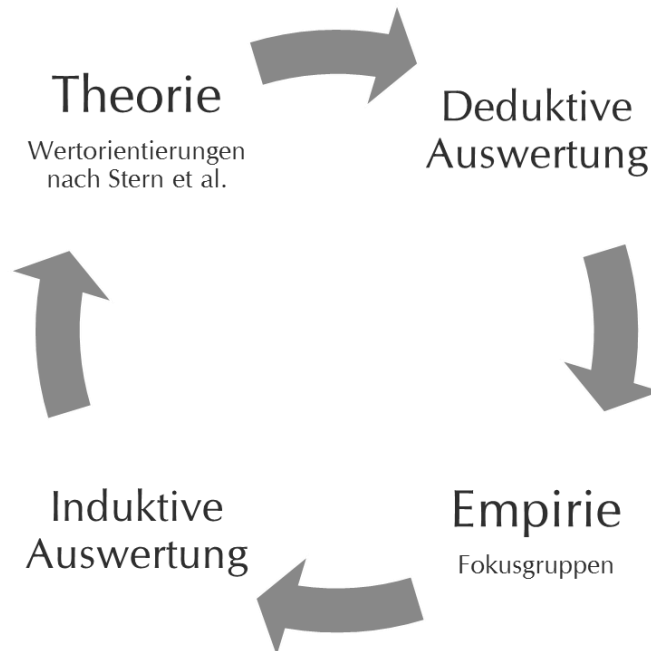 Theorie
Wertorientierungen
nach Stern et al.
Deduktive
Auswertung
Empirie
Fokusgruppen
Induktive
Auswertung